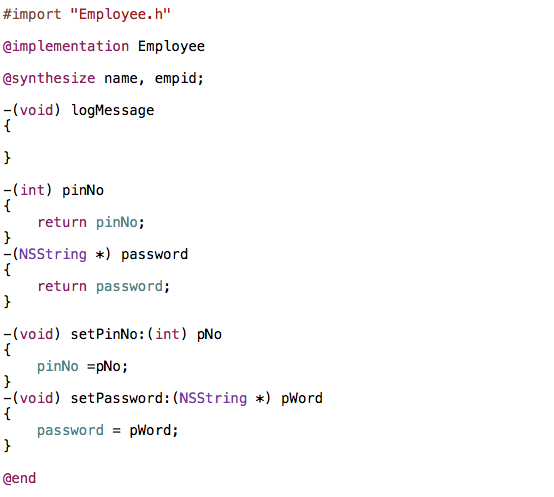 #import "Employee.h"
@implementation Employee
@synthesize name, empid;
-(void) logMessage
{
}
-(int) pinNo
{
    return pinNo;
}
-(NSString *) password
{
    return password;
}
-(void) setPinNo:(int) pNo
{
    pinNo =pNo;
}
-(void) setPassword:(NSString *) pWord
{
    password = pWord;
}
@end